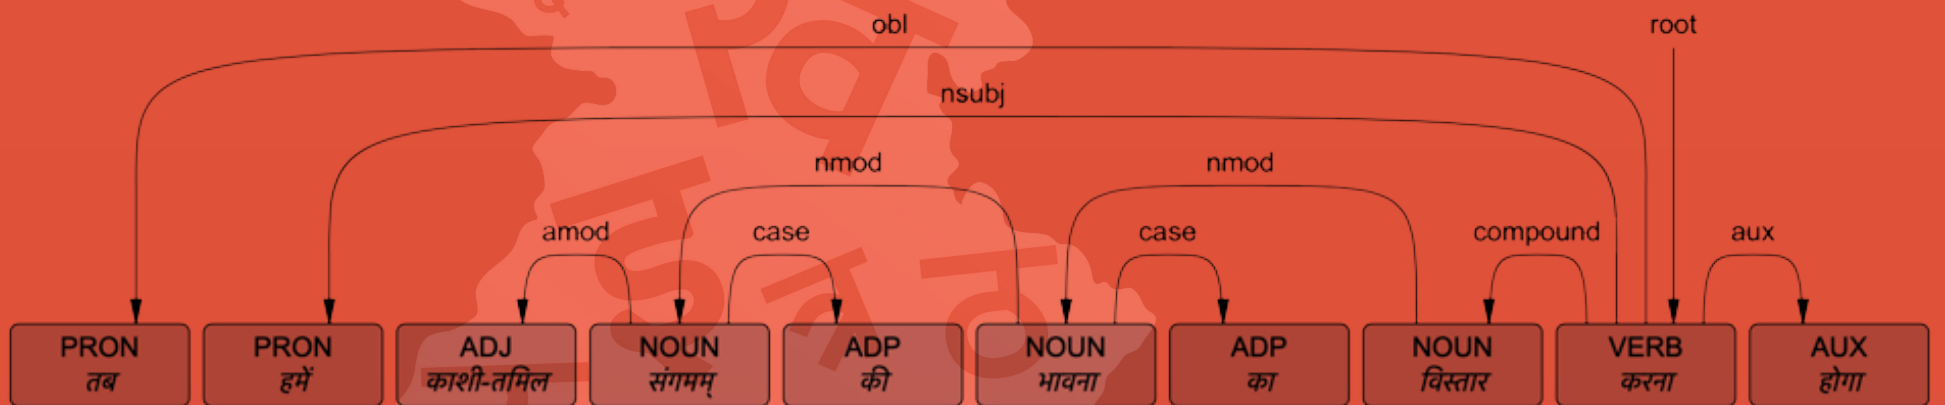 obl root
nsubj
nmod nmod
amod case case compound aux
PRON PRON ADJ NOUN ADP NOUN ADP NOUN VERB AUX
तब हमें काशी-तमिल संगमम् की भावना का विस्तार करना होगा